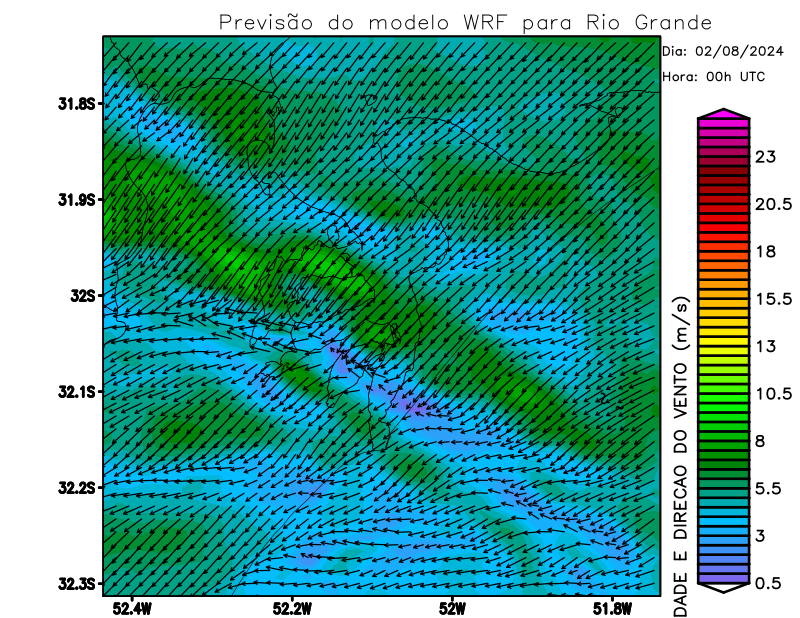 Previsão do modelo WRF para Rio Grande
Dia: 02/08/2024
Hora: 00h UTC
31.8S
31.9S
32S
32.1S
32.2S
32.3S
52.4W
52.2W
52W
51.8W
23
20.5
18
15.5
13
10.5
8
5.5
3
0.5
DADE E DIRECAO DO VENTO (m/s)